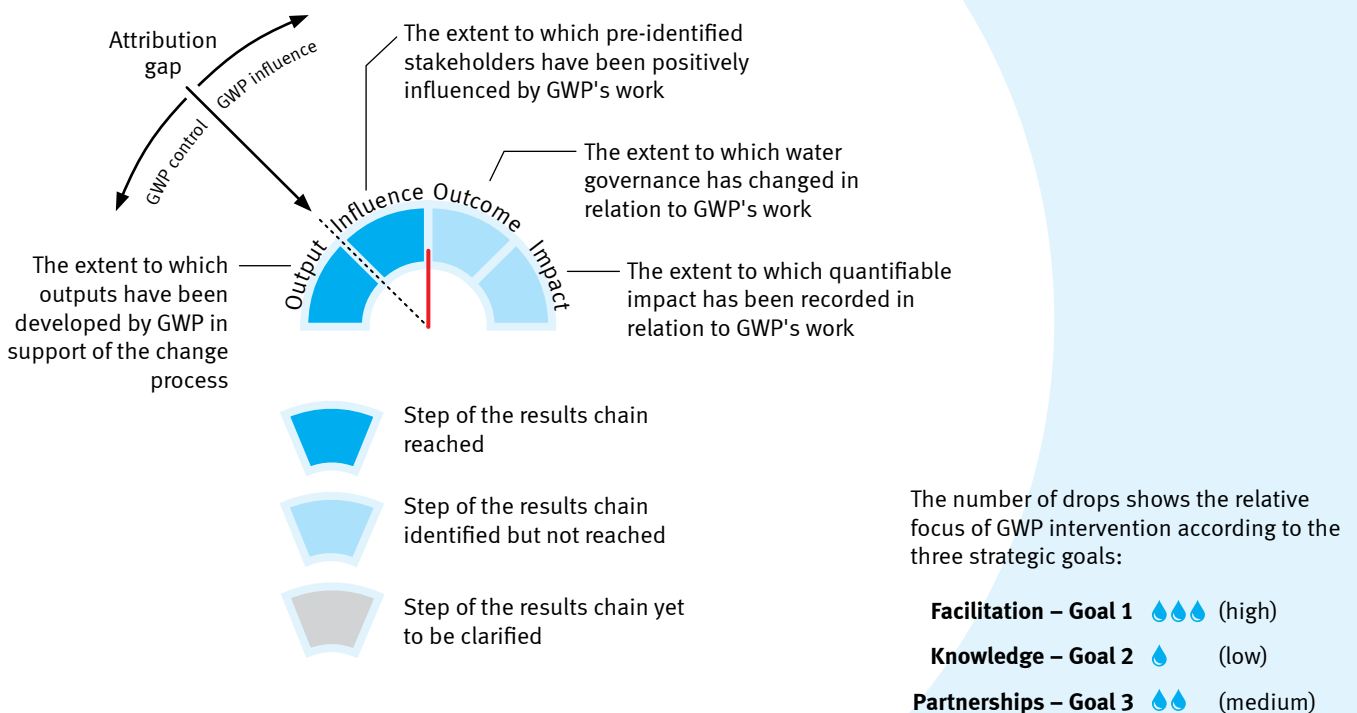 Attribution
gap
GWP influence
GWP control
The extent to which pre-identified
stakeholders have been positively
influenced by GWP's work
The extent to which water
governance has changed in
relation to GWP's work
Output
Influence
Outcome
Impact
The extent to which
outputs have been
developed by GWP in
support of the change
process
The extent to which quantifiable
impact has been recorded in
relation to GWP's work
Step of the results chain
reached
Step of the results chain
identified but not reached
Step of the results chain yet
to be clarified
The number of drops shows the relative
focus of GWP intervention according to the
three strategic goals:
Facilitation – Goal 1 (high)
Knowledge – Goal 2 (low)
Partnerships – Goal 3 (medium)